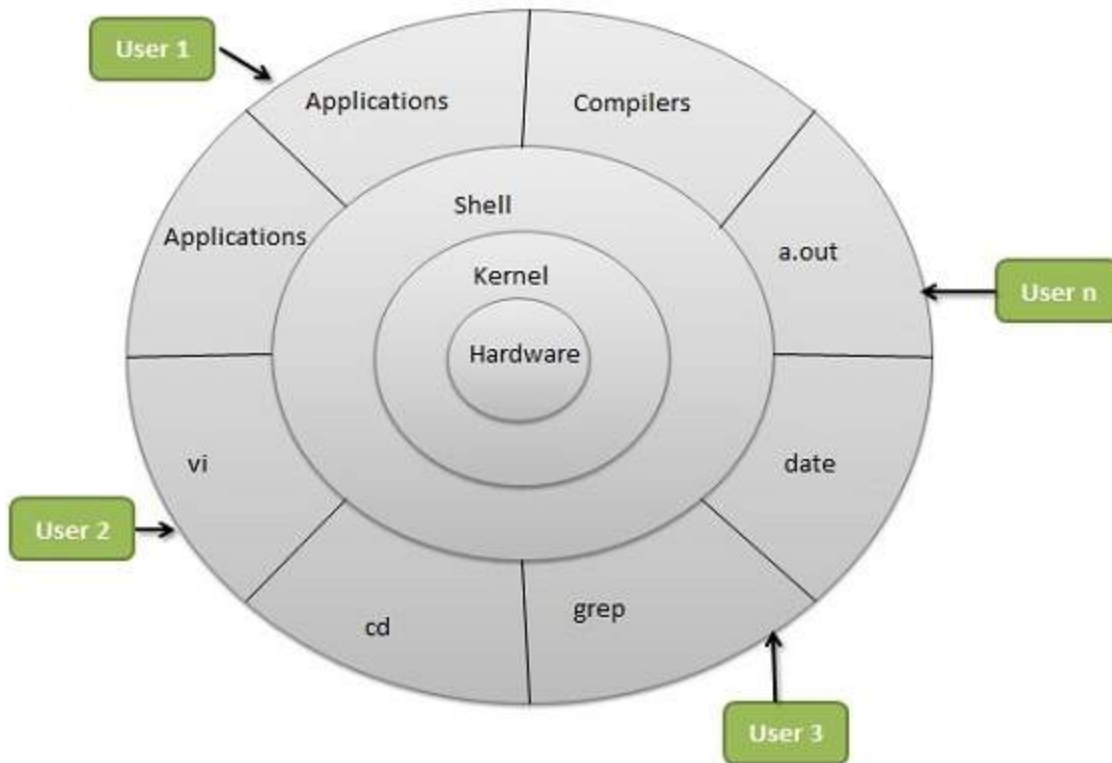 User 1
Applications
Compilers
Shell
Applications
a.out
Kernel
User n
Hardware
vi
date
User 2
grep
cd
User 3